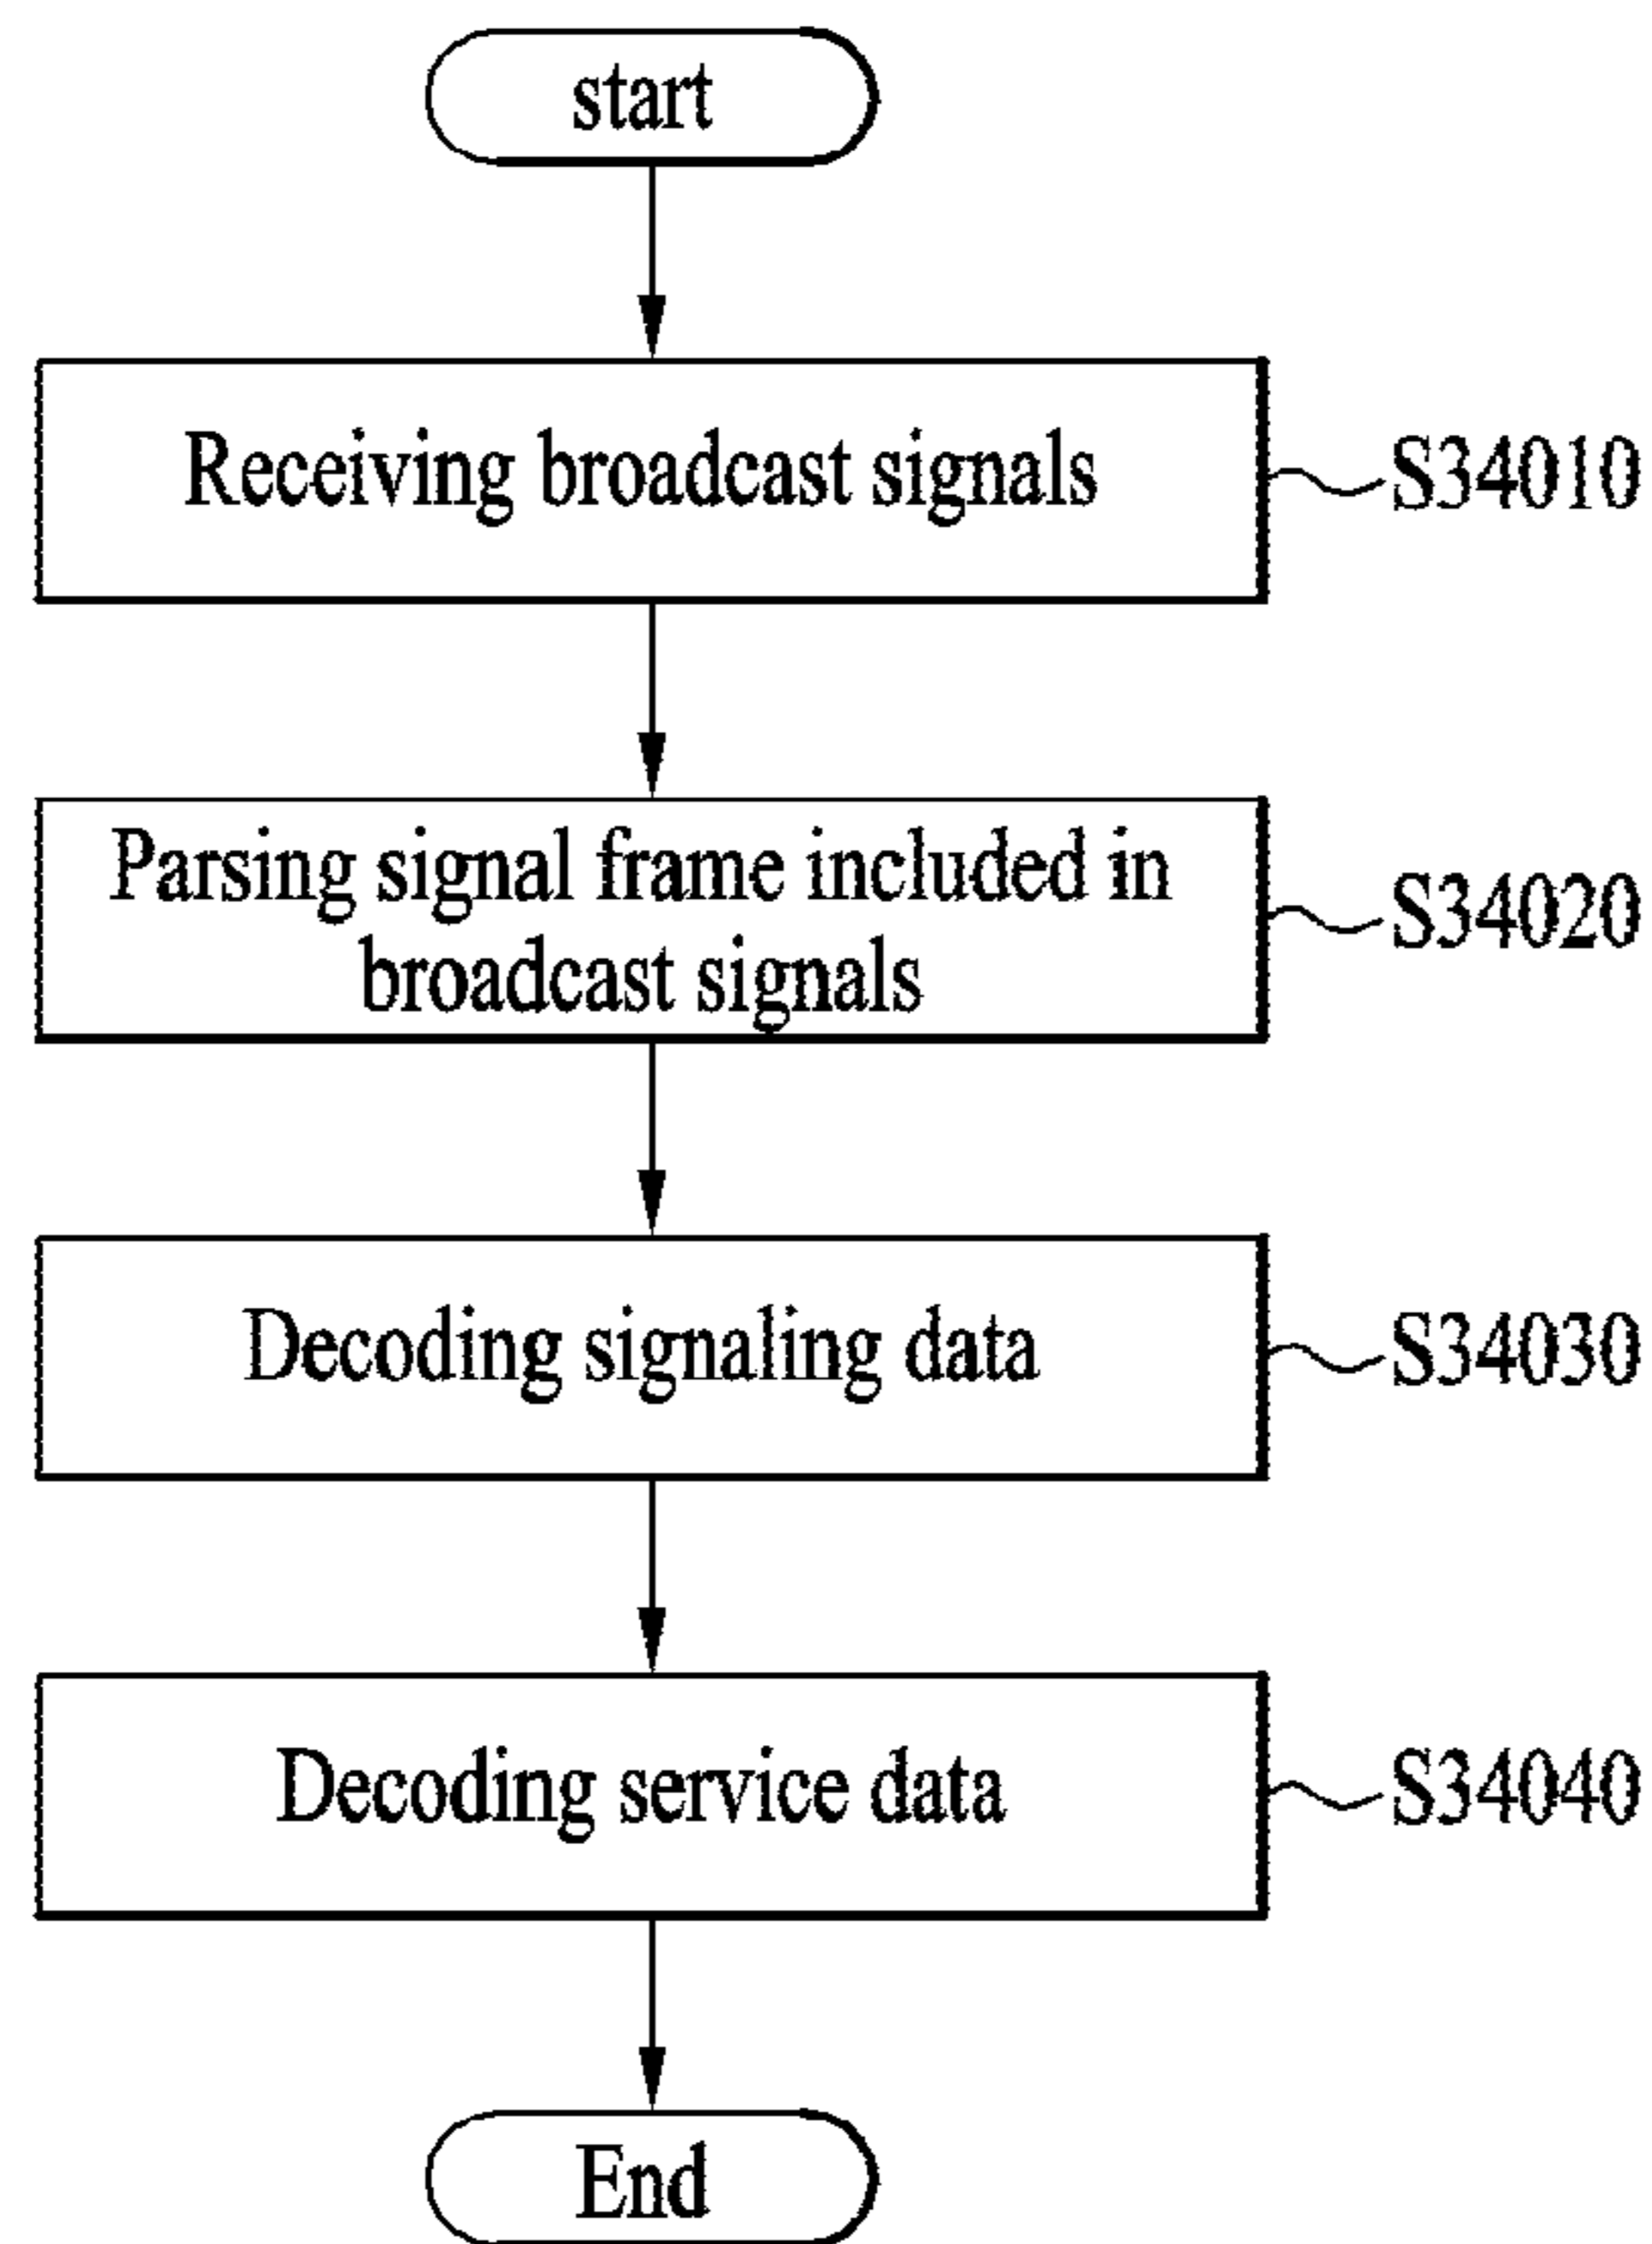 start
Receiving broadcast signals
S34010
Parsing signal frame included in
broadcast signals
S34020
Decoding signaling data
S34030
Decoding service data
S34040
End